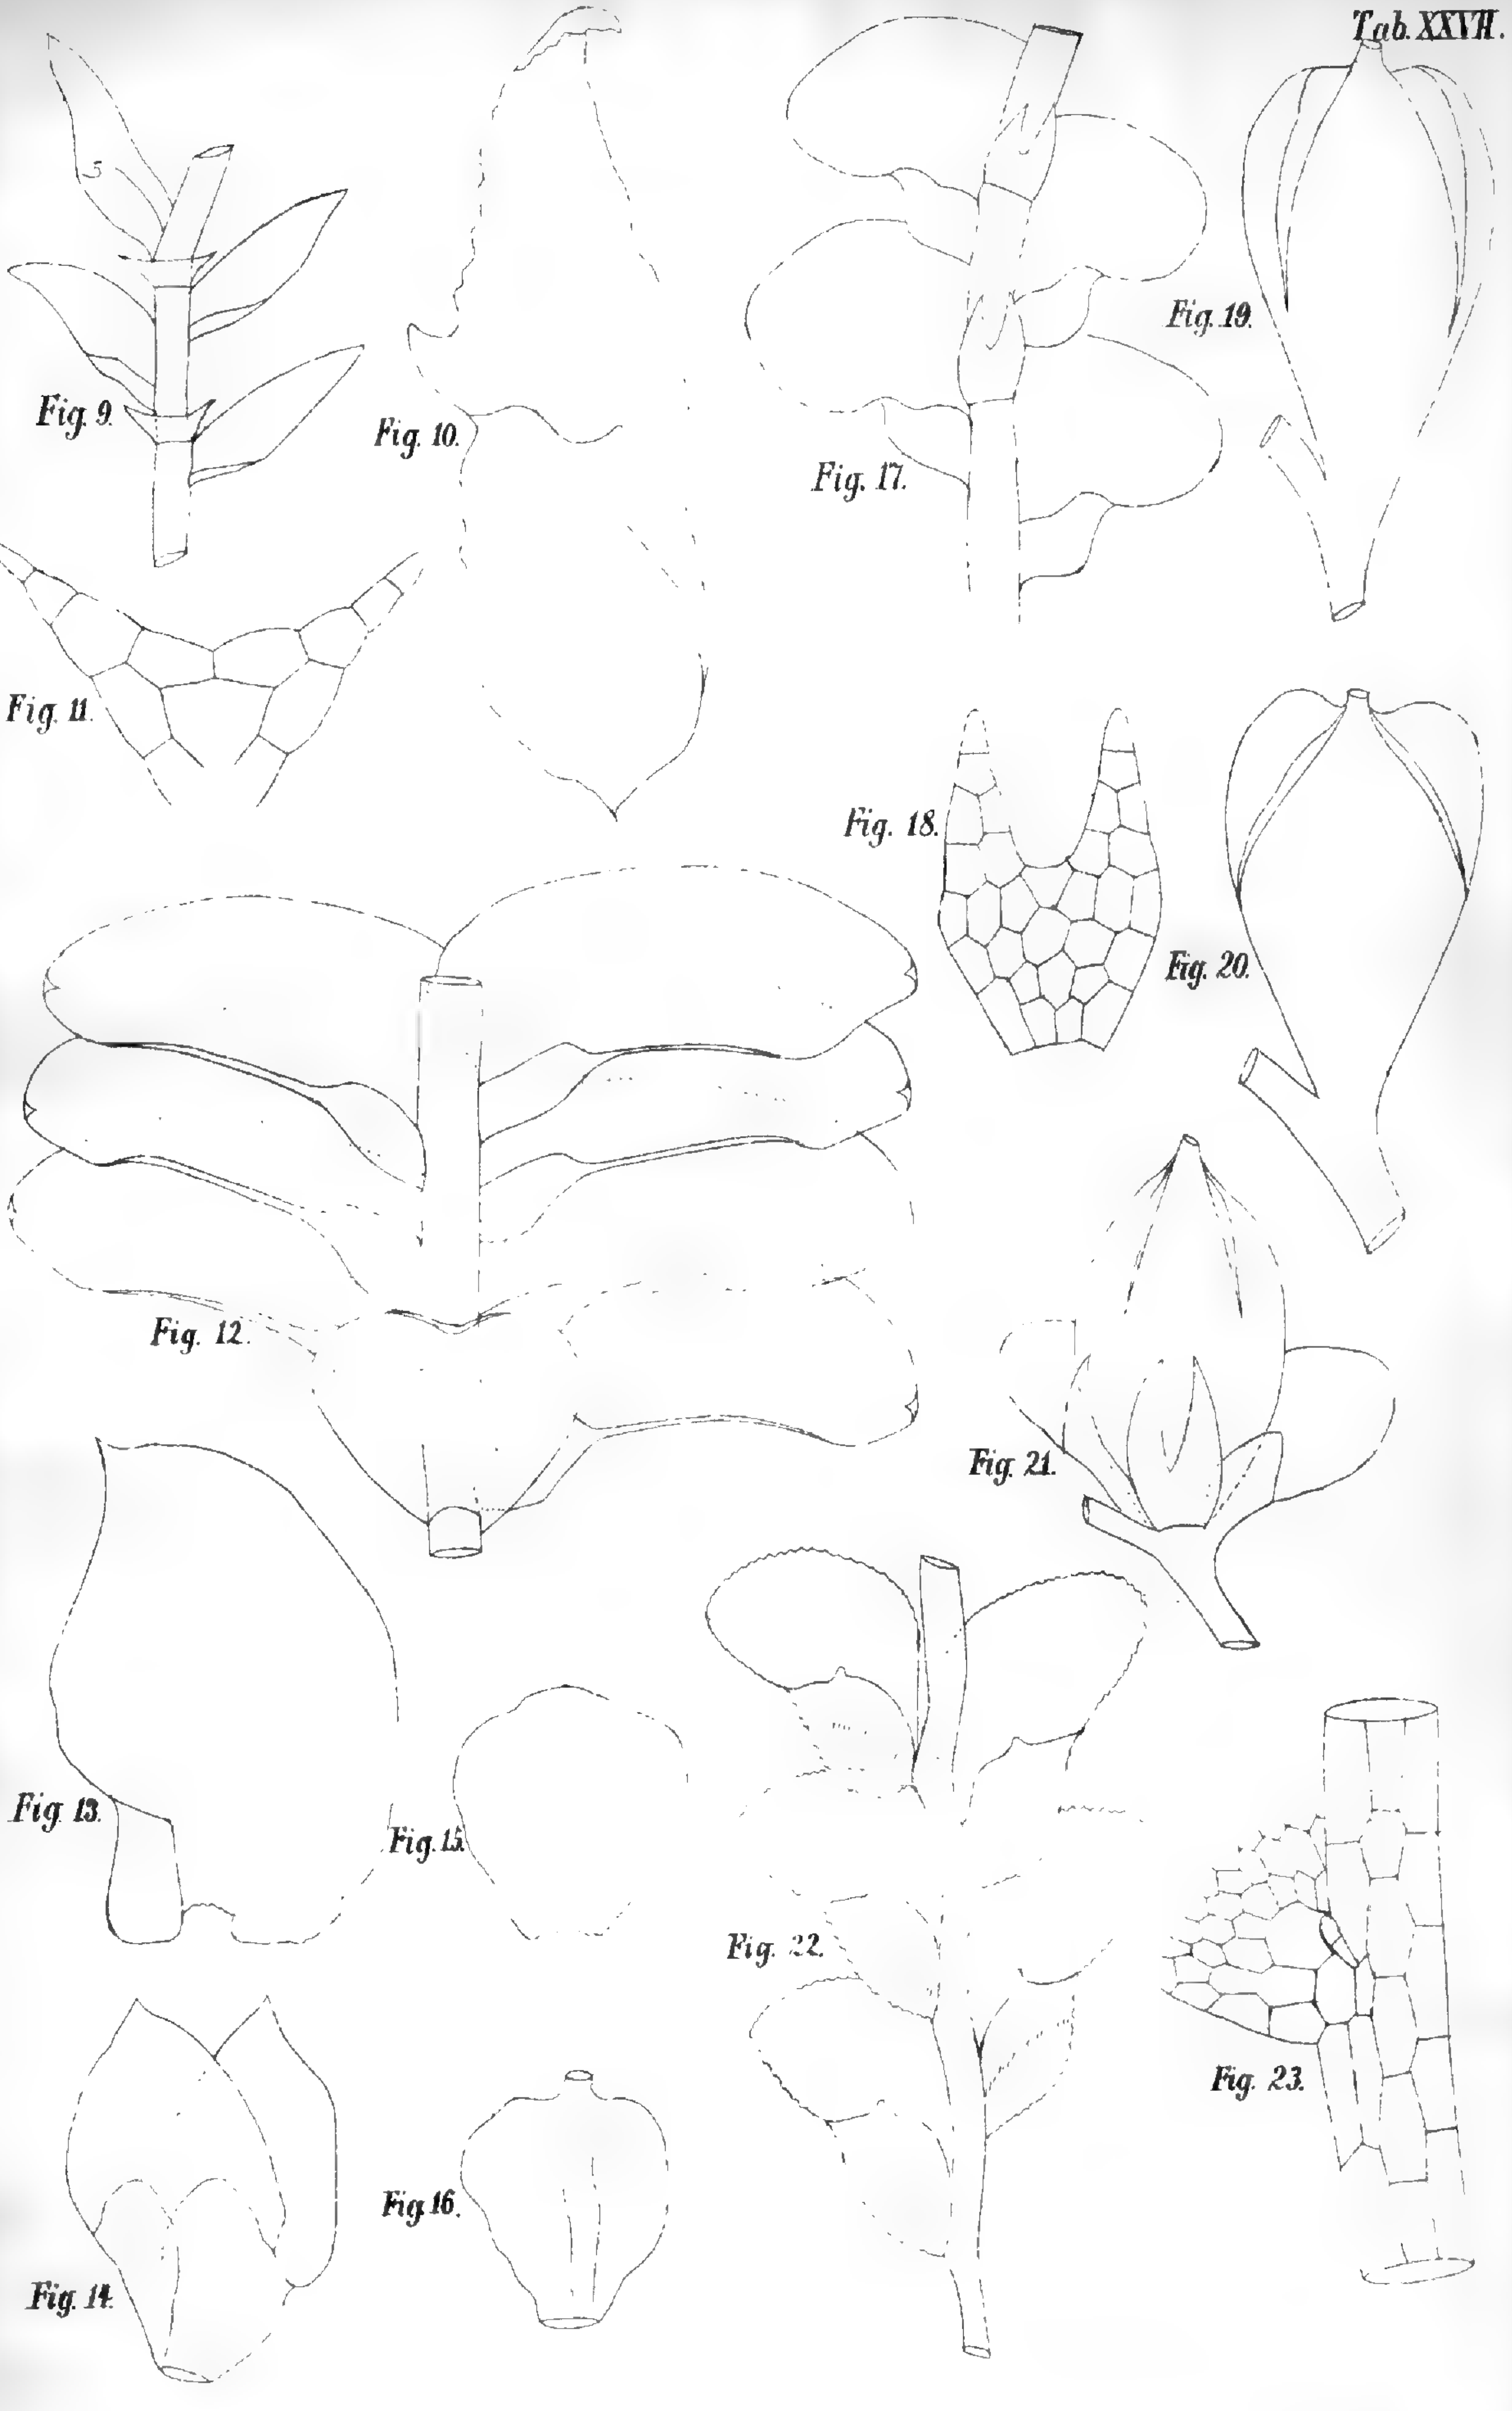 Tab. XXVII.
Fig. 9.
Fig. 10.
Fig. 17.
Fig. 19.
Fig. 11.
Fig. 18.
Fig. 20.
Fig. 12.
Fig. 21.
Fig. 13.
Fig. 15.
Fig. 22.
Fig. 23.
Fig. 14.
Fig. 16.